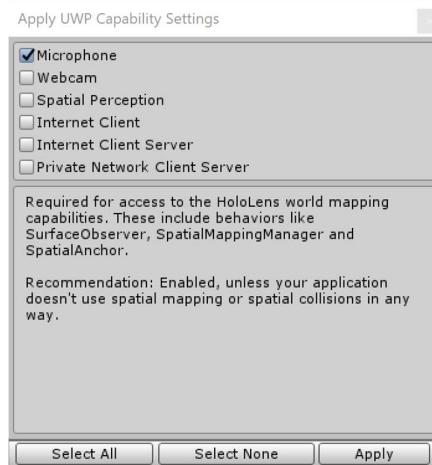 Apply UWP Capability Settings
Microphone
Webcam
Spatial Perception
Internet Client
Internet Client Server
Private Network Client Server
Required for access to the HoloLens world mapping
capabilities. These include behaviors like
SurfaceObserver, SpatialMappingManager and
SpatialAnchor.
Recommendation: Enabled, unless your application
doesn't use spatial mapping or spatial collisions in any
way.
Select All Select None Apply